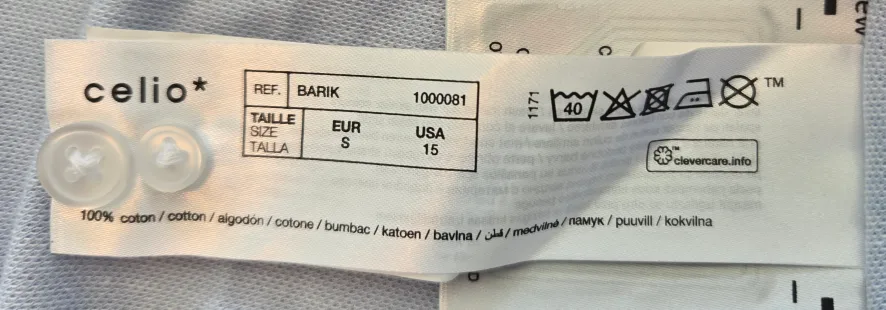 celio*
REF. BARIK 1000081
TAILLE
SIZE
TALLA
EUR
S
USA
15
1171
40
TM
clevercare.info
100% coton / cotton / algodón / cotone / bumbac / katoen / bavlna / قطن / medvilnė / памук / puuvill / kokvilna